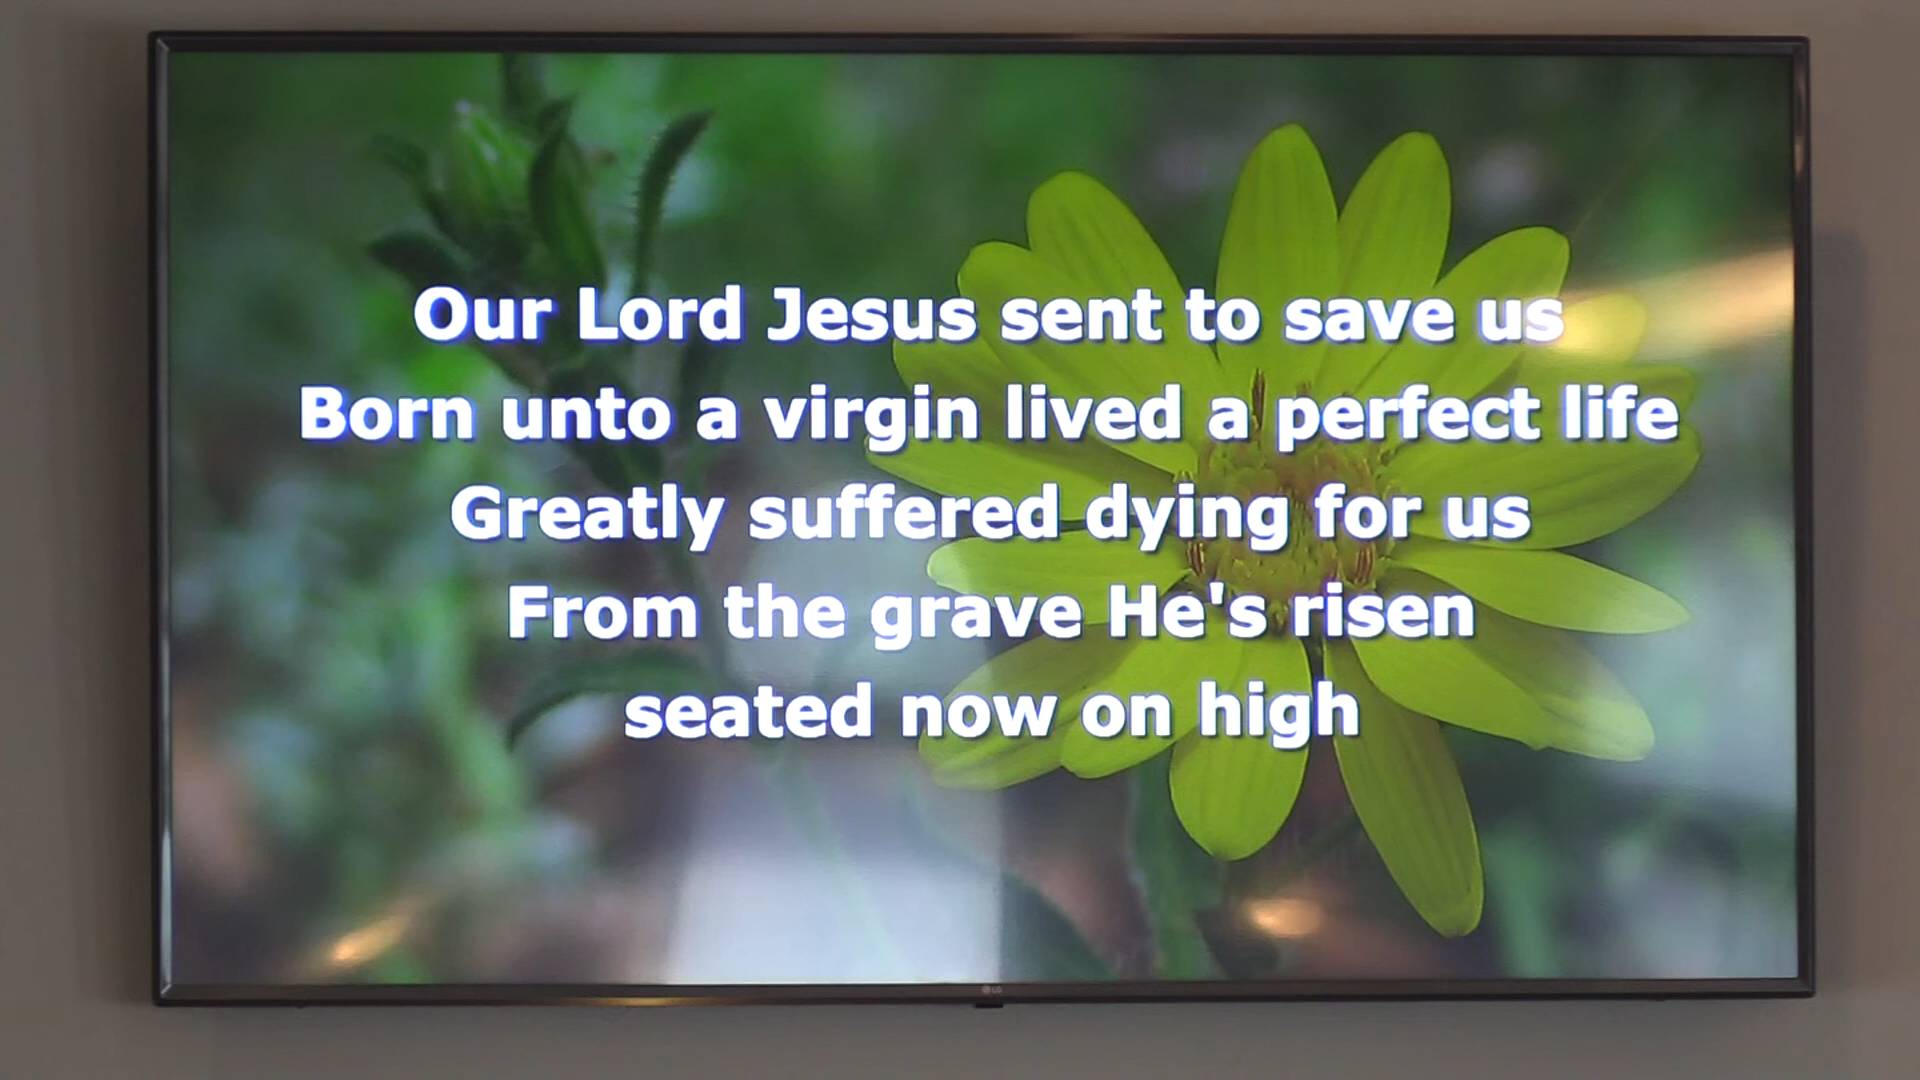 Our Lord Jesus sent to save us
Born unto a virgin lived a perfect life
Greatly suffered dying for us
From the grave He's risen
seated now on high
LG